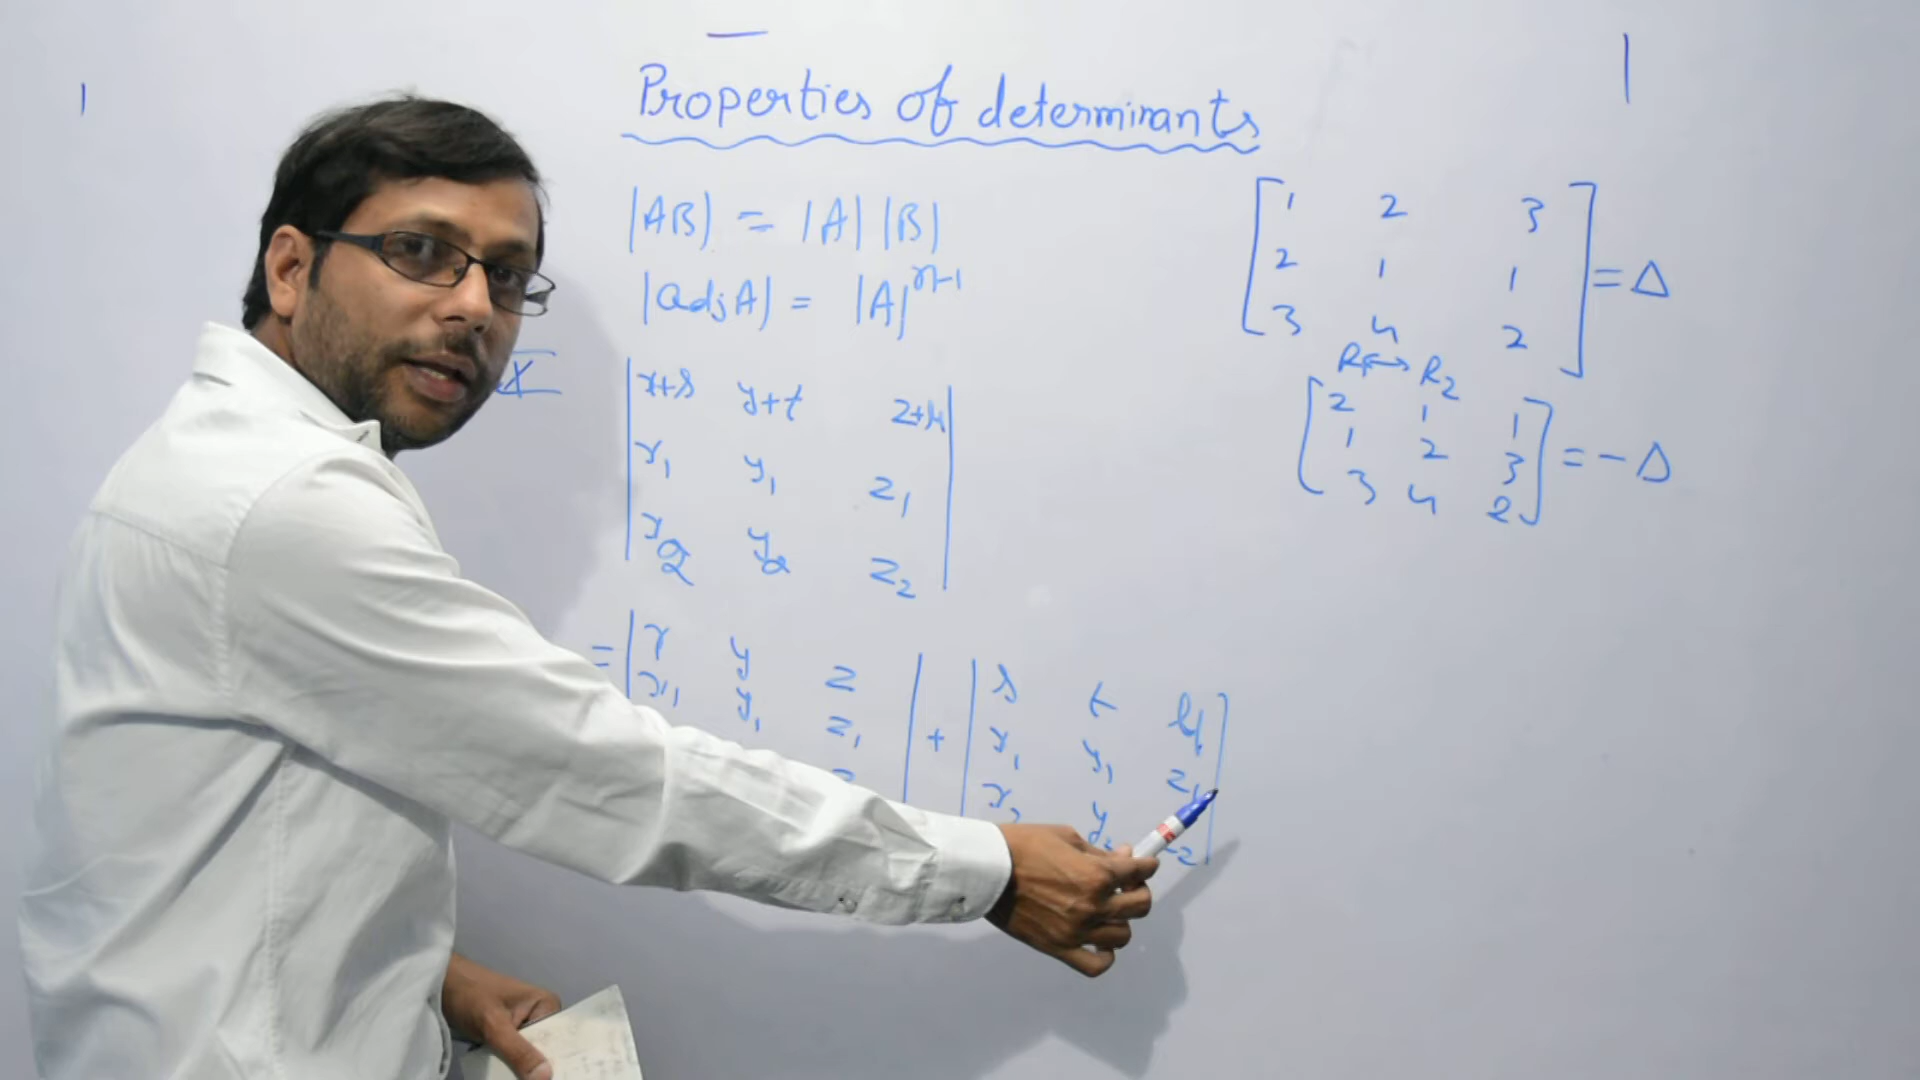 Properties of determinants
|AB| = |A| |B|
|adj A| = |A|^n-1
x+s y+t z+u
x₁ y₁ z₁
x₂ y₂ z₂
= | x y z | + | s t u |
x₁ y₁ z₁ x₁ y₁ z₁
x₂ y₂ z₂
[1 2 3
2 1 1
3 4 2] = Δ
R₁↔R₂
[2 1 1
1 2 3
3 4 2] = -Δ